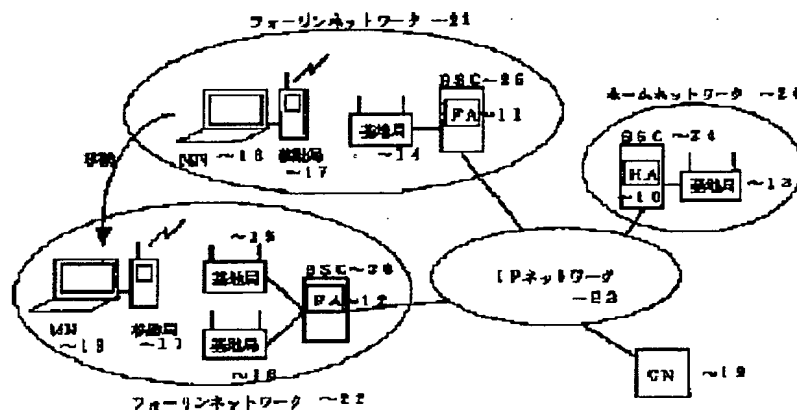 フォーリンネットワーク ～21
BSC～25
FA～11
基地局
～14
MN ～18
移動局
～17
移動
ホームネットワーク ～20
BSC ～24
HA
～10
基地局 ～13
～15
基地局
BSC～26
FA～12
MN
移動局
基地局
～16
IPネットワーク
～23
CN ～19
フォーリンネットワーク ～22